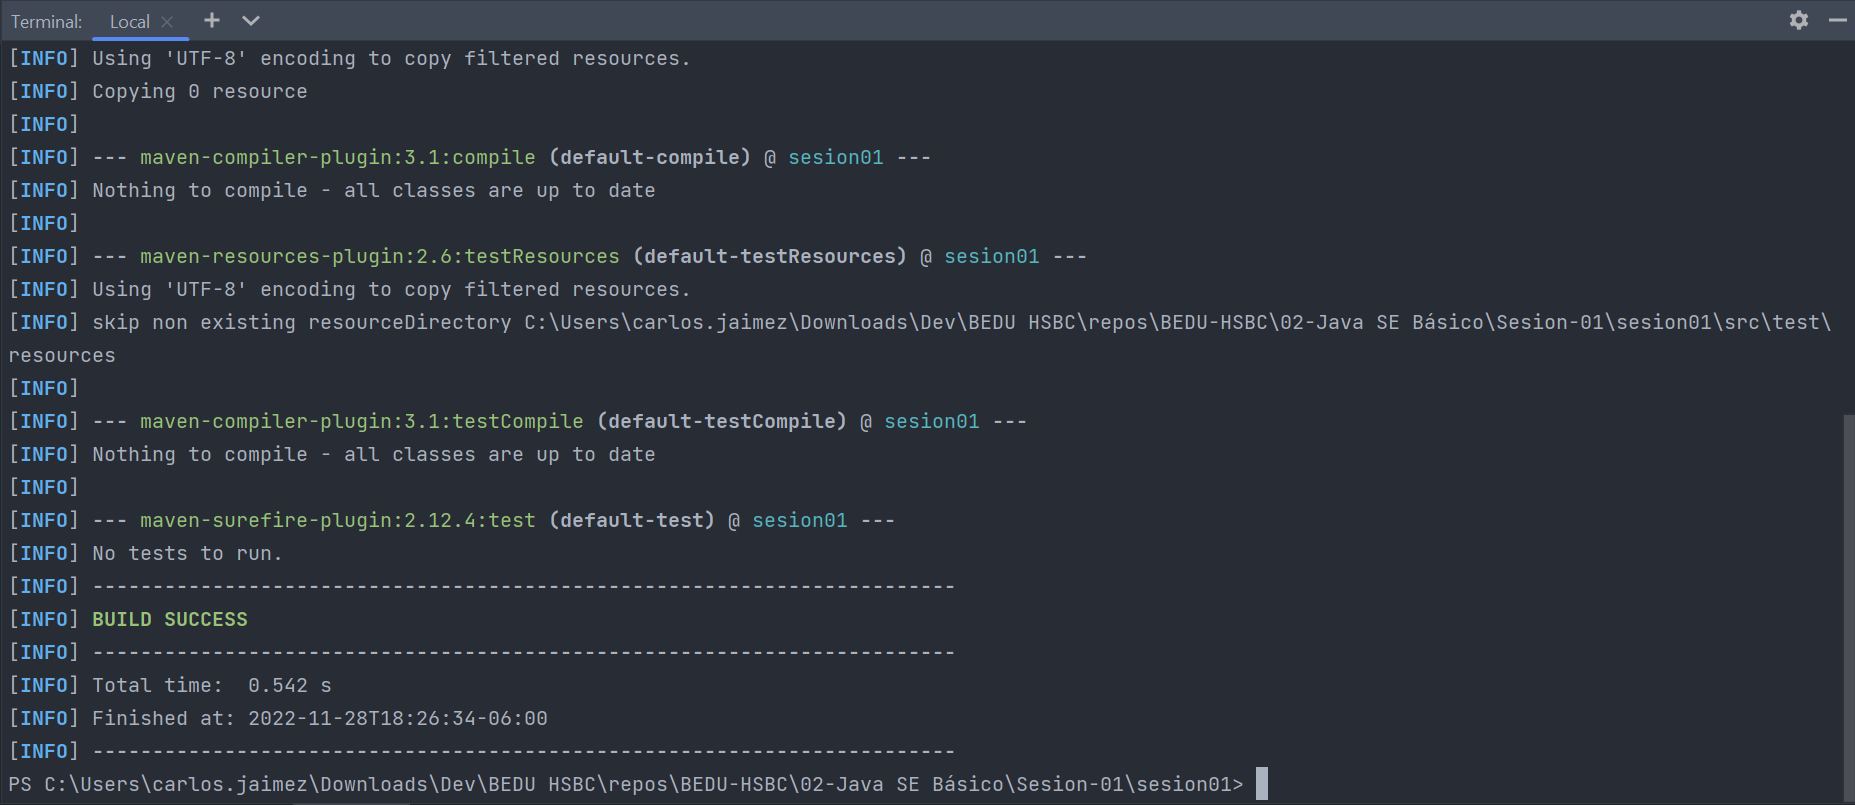 Terminal: Local
[INFO] Using 'UTF-8' encoding to copy filtered resources.
[INFO] Copying 0 resource
[INFO]
[INFO] --- maven-compiler-plugin:3.1:compile (default-compile) @ sesion01 ---
[INFO] Nothing to compile - all classes are up to date
[INFO]
[INFO] --- maven-resources-plugin:2.6:testResources (default-testResources) @ sesion01 ---
[INFO] Using 'UTF-8' encoding to copy filtered resources.
[INFO] skip non existing resourceDirectory C:\Users\carlos.jaimez\Downloads\Dev\BEDU HSBC\repos\BEDU-HSBC\02-Java SE Básico\Sesion-01\sesion01\src\test\
resources
[INFO]
[INFO] --- maven-compiler-plugin:3.1:testCompile (default-testCompile) @ sesion01 ---
[INFO] Nothing to compile - all classes are up to date
[INFO]
[INFO] --- maven-surefire-plugin:2.12.4:test (default-test) @ sesion01 ---
[INFO] No tests to run.
[INFO] ------------------------------------------------------------------------
[INFO] BUILD SUCCESS
[INFO] ------------------------------------------------------------------------
[INFO] Total time:  0.542 s
[INFO] Finished at: 2022-11-28T18:26:34-06:00
[INFO] ------------------------------------------------------------------------
PS C:\Users\carlos.jaimez\Downloads\Dev\BEDU HSBC\repos\BEDU-HSBC\02-Java SE Básico\Sesion-01\sesion01>